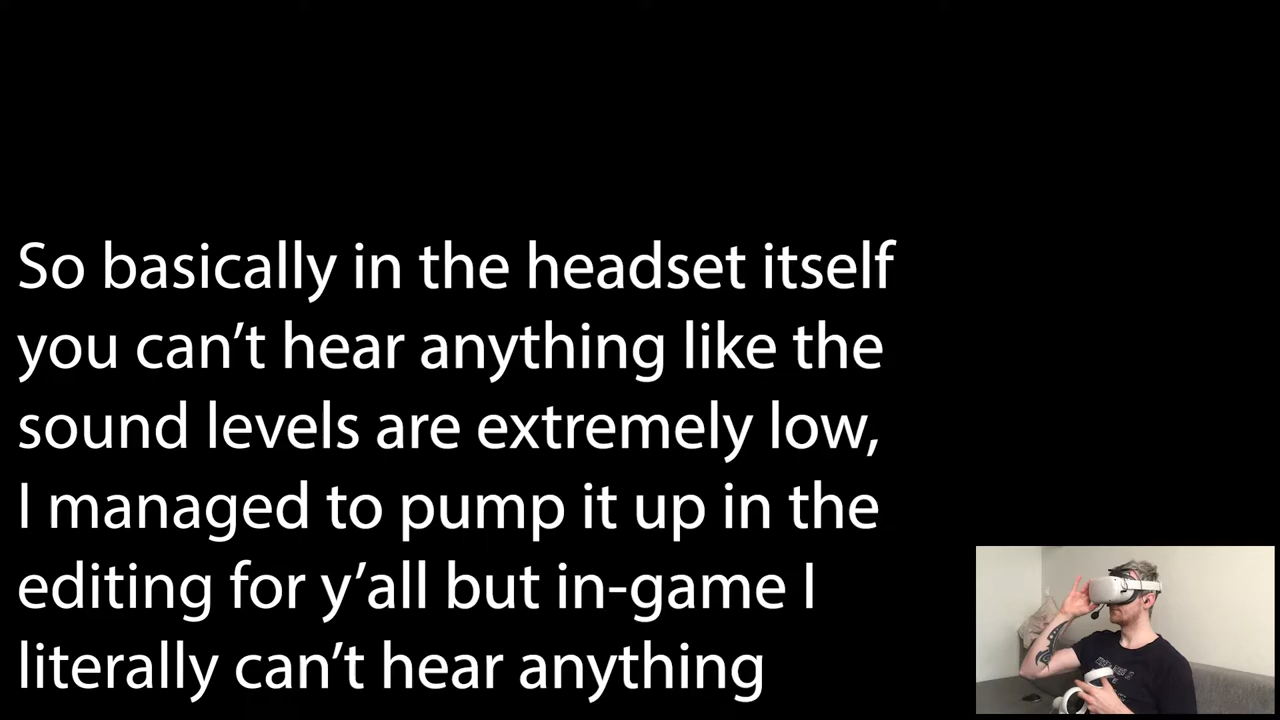 So basically in the headset itself
you can’t hear anything like the
sound levels are extremely low,
I managed to pump it up in the
editing for y’all but in-game I
literally can’t hear anything